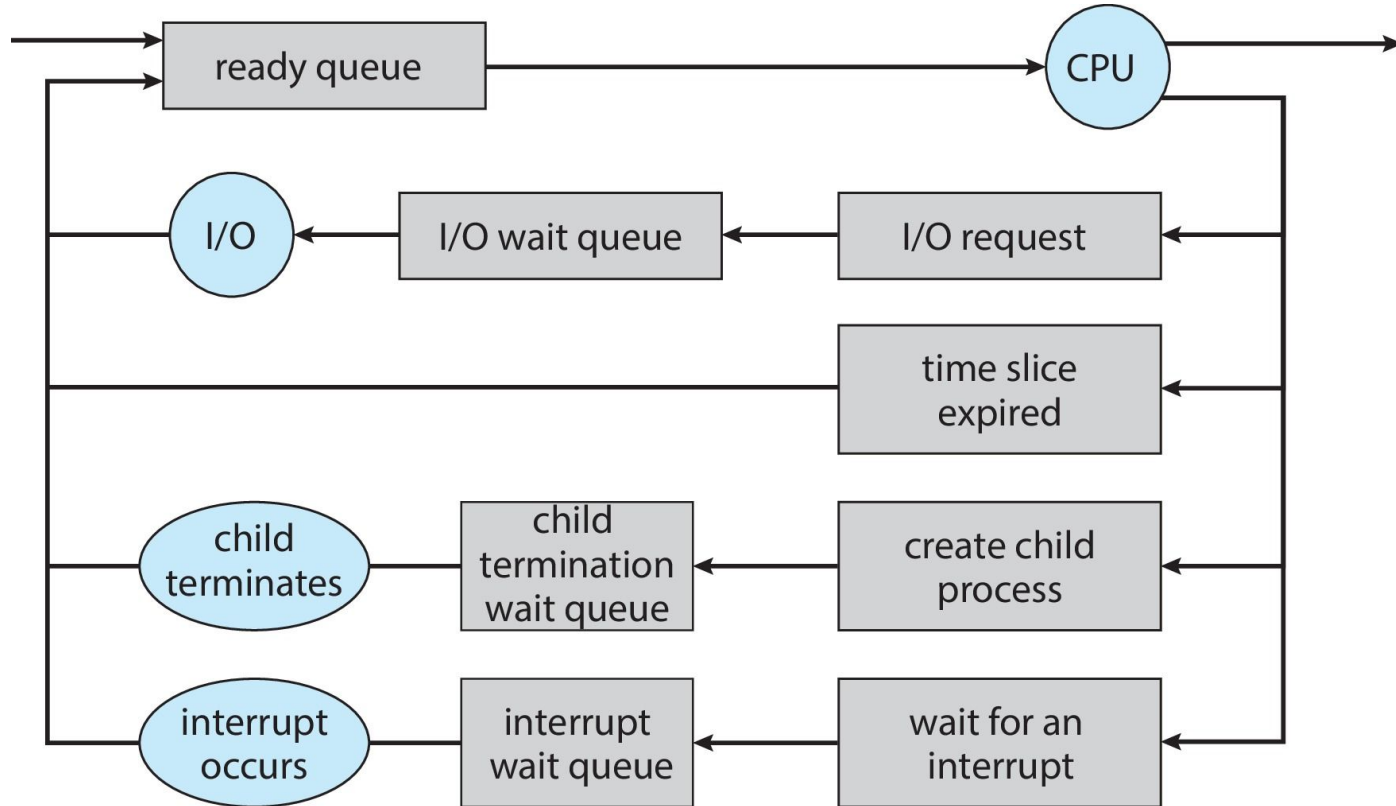 ready queue
CPU
I/O
I/O wait queue
I/O request
time slice
expired
child
terminates
child
termination
wait queue
create child
process
interrupt
occurs
interrupt
wait queue
wait for an
interrupt